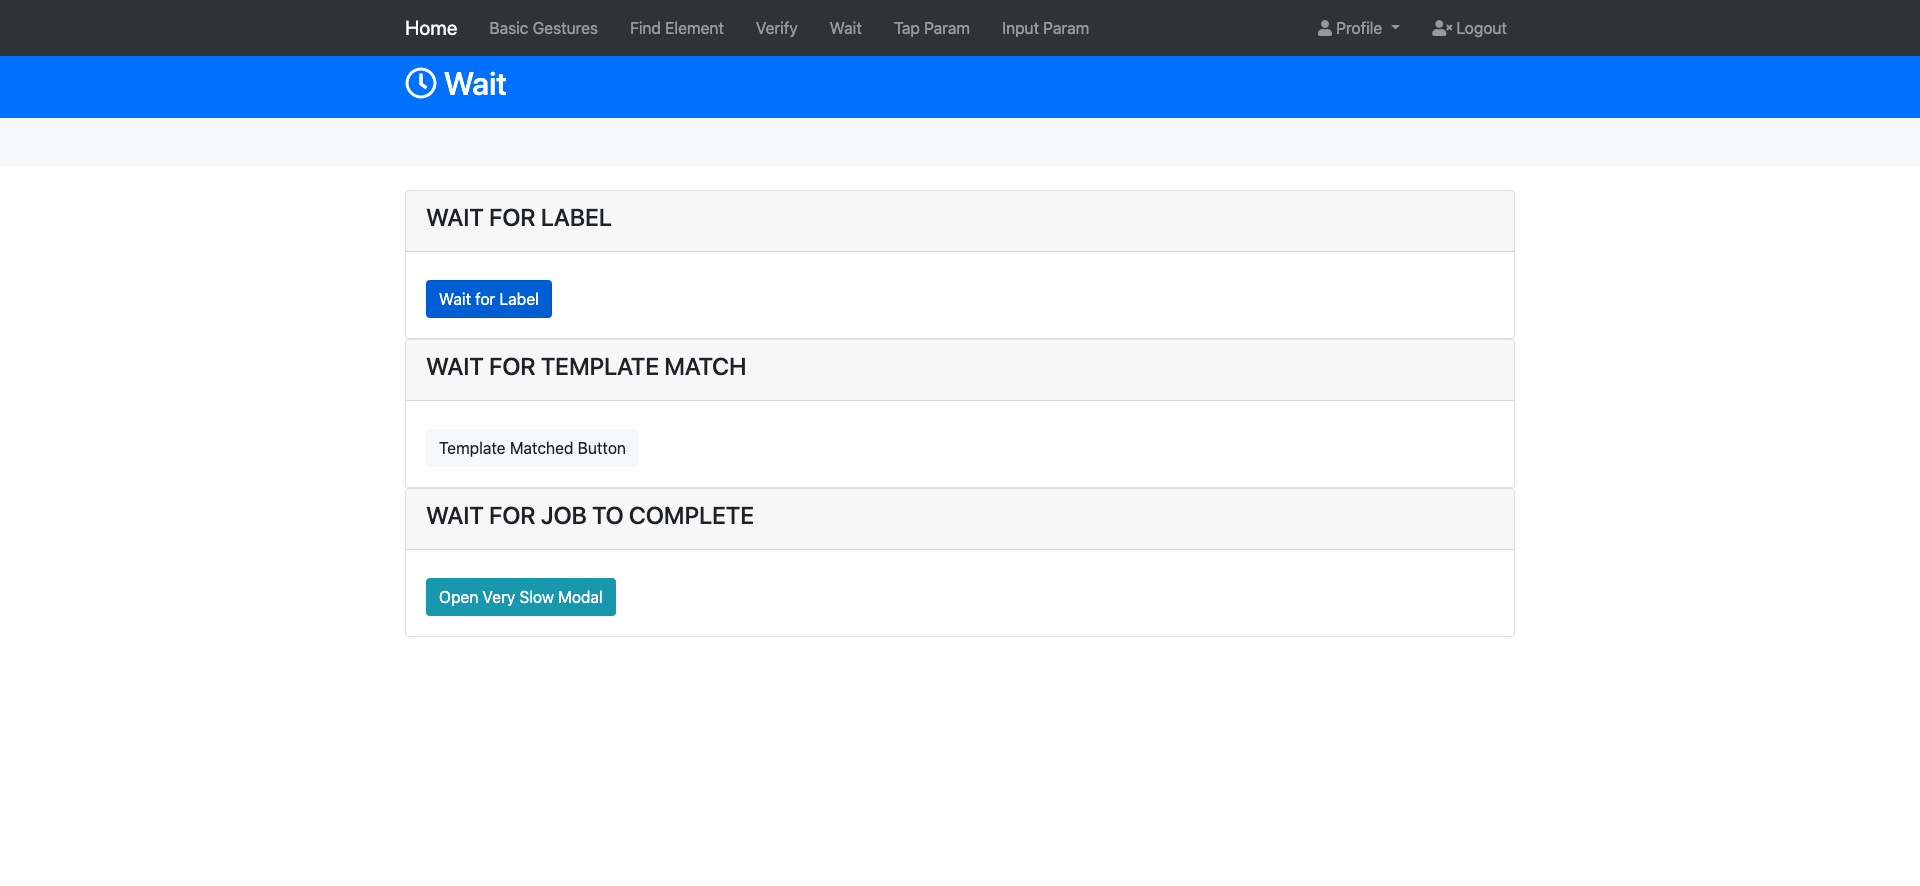 Home Basic Gestures Find Element Verify Wait Tap Param Input Param Profile Logout
Wait
WAIT FOR LABEL
Wait for Label
WAIT FOR TEMPLATE MATCH
Template Matched Button
WAIT FOR JOB TO COMPLETE
Open Very Slow Modal